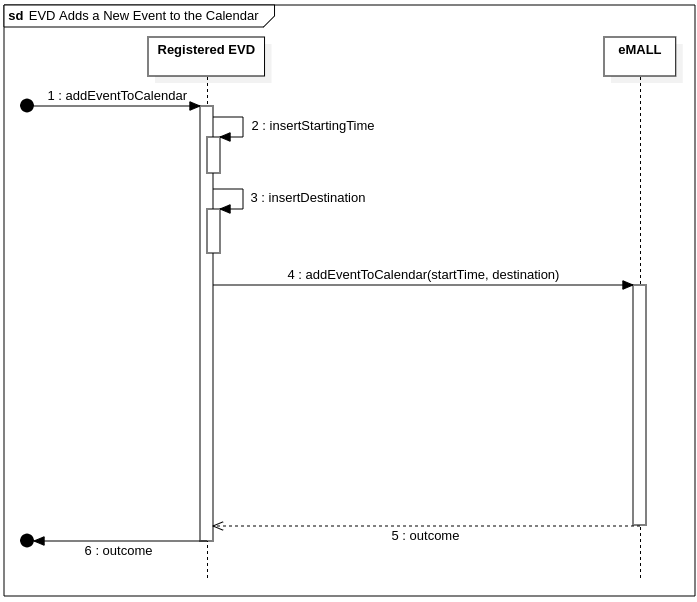 sd EVD Adds a New Event to the Calendar
Registered EVD
eMALL
1 : addEventToCalendar
2 : insertStartingTime
3 : insertDestination
4 : addEventToCalendar(startTime, destination)
5 : outcome
6 : outcome